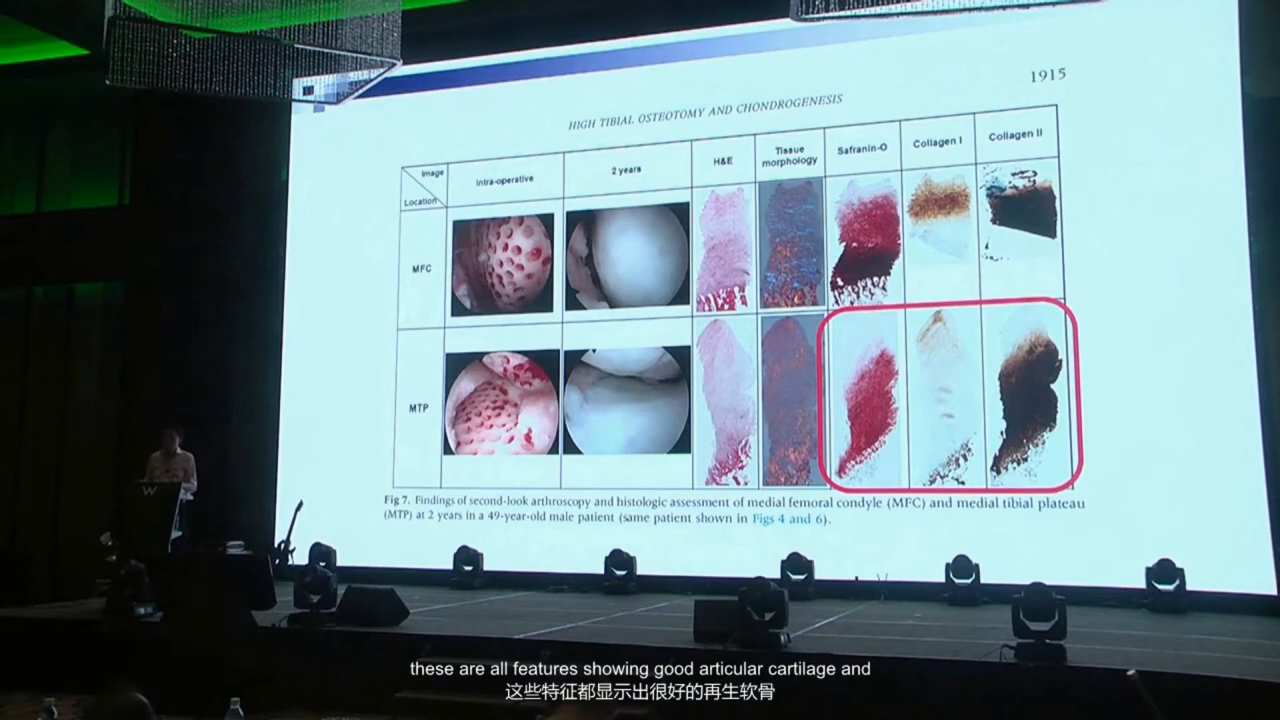 1915
HIGH TIBIAL OSTEOTOMY AND CHONDROGENESIS
Image
Location
Intra-operative
2 years
H&E
Tissue
morphology
Safranin-O
Collagen I
Collagen II
MFC
MTP
Fig 7. Findings of second-look arthroscopy and histologic assessment of medial femoral condyle (MFC) and medial tibial plateau
(MTP) at 2 years in a 49-year-old male patient (same patient shown in Figs 4 and 6).
W
these are all features showing good articular cartilage and
这些特征都显示出很好的再生软骨